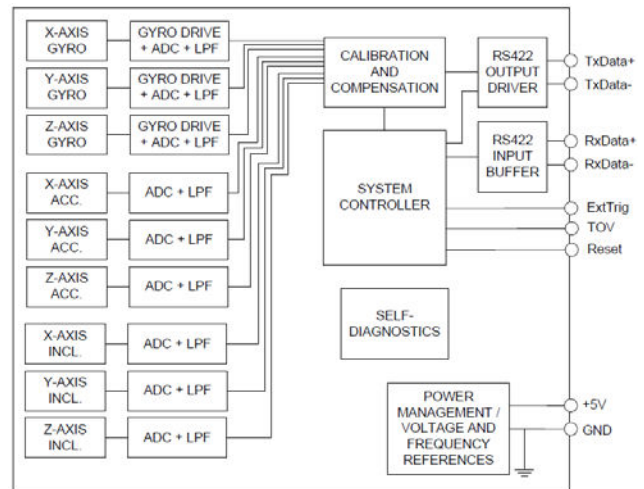 X-AXIS
GYRO
GYRO DRIVE
+ ADC + LPF
Y-AXIS
GYRO
GYRO DRIVE
+ ADC + LPF
Z-AXIS
GYRO
GYRO DRIVE
+ ADC + LPF
X-AXIS
ACC.
ADC + LPF
Y-AXIS
ACC.
ADC + LPF
Z-AXIS
ACC.
ADC + LPF
X-AXIS
INCL.
ADC + LPF
Y-AXIS
INCL.
ADC + LPF
Z-AXIS
INCL.
ADC + LPF
CALIBRATION
AND
COMPENSATION
SYSTEM
CONTROLLER
SELF-
DIAGNOSTICS
POWER
MANAGEMENT /
VOLTAGE AND
FREQUENCY
REFERENCES
RS422
OUTPUT
DRIVER
RS422
INPUT
BUFFER
TxData+
TxData-
RxData+
RxData-
ExtTrig
TOV
Reset
+5V
GND